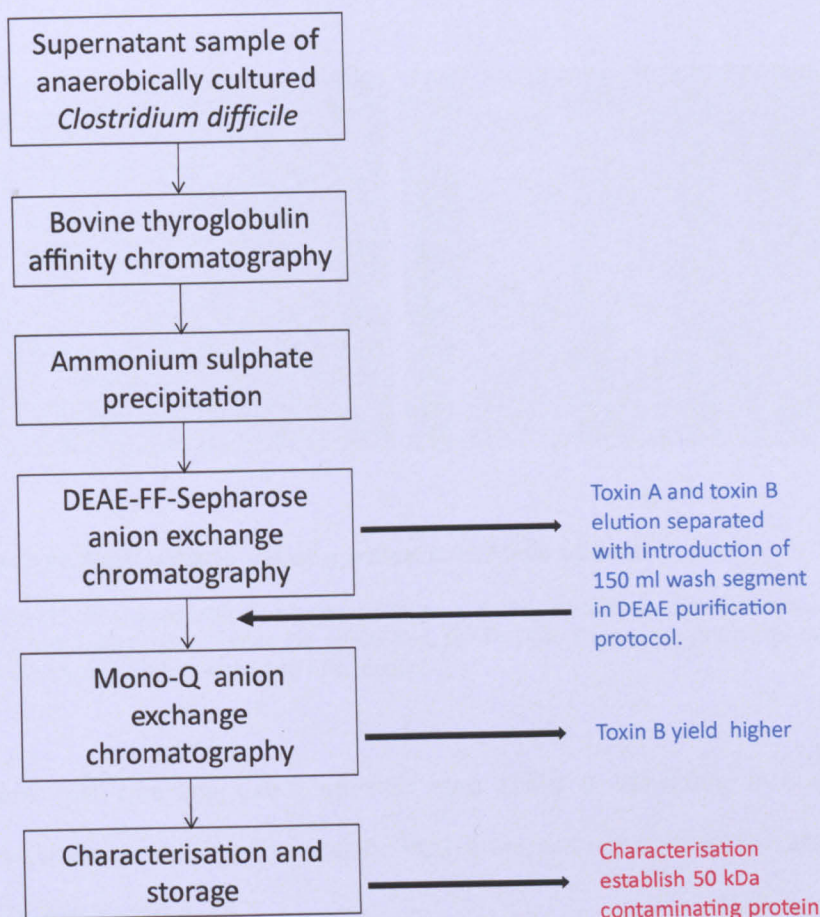 Supernatant sample of
anaerobically cultured
Clostridium difficile
Bovine thyroglobulin
affinity chromatography
Ammonium sulphate
precipitation
DEAE-FF-Sepharose
anion exchange
chromatography
Toxin A and toxin B
elution separated
with introduction of
150 ml wash segment
in DEAE purification
protocol.
Mono-Q anion
exchange
chromatography
Toxin B yield higher
Characterisation and
storage
Characterisation
establish 50 kDa
contaminating protein